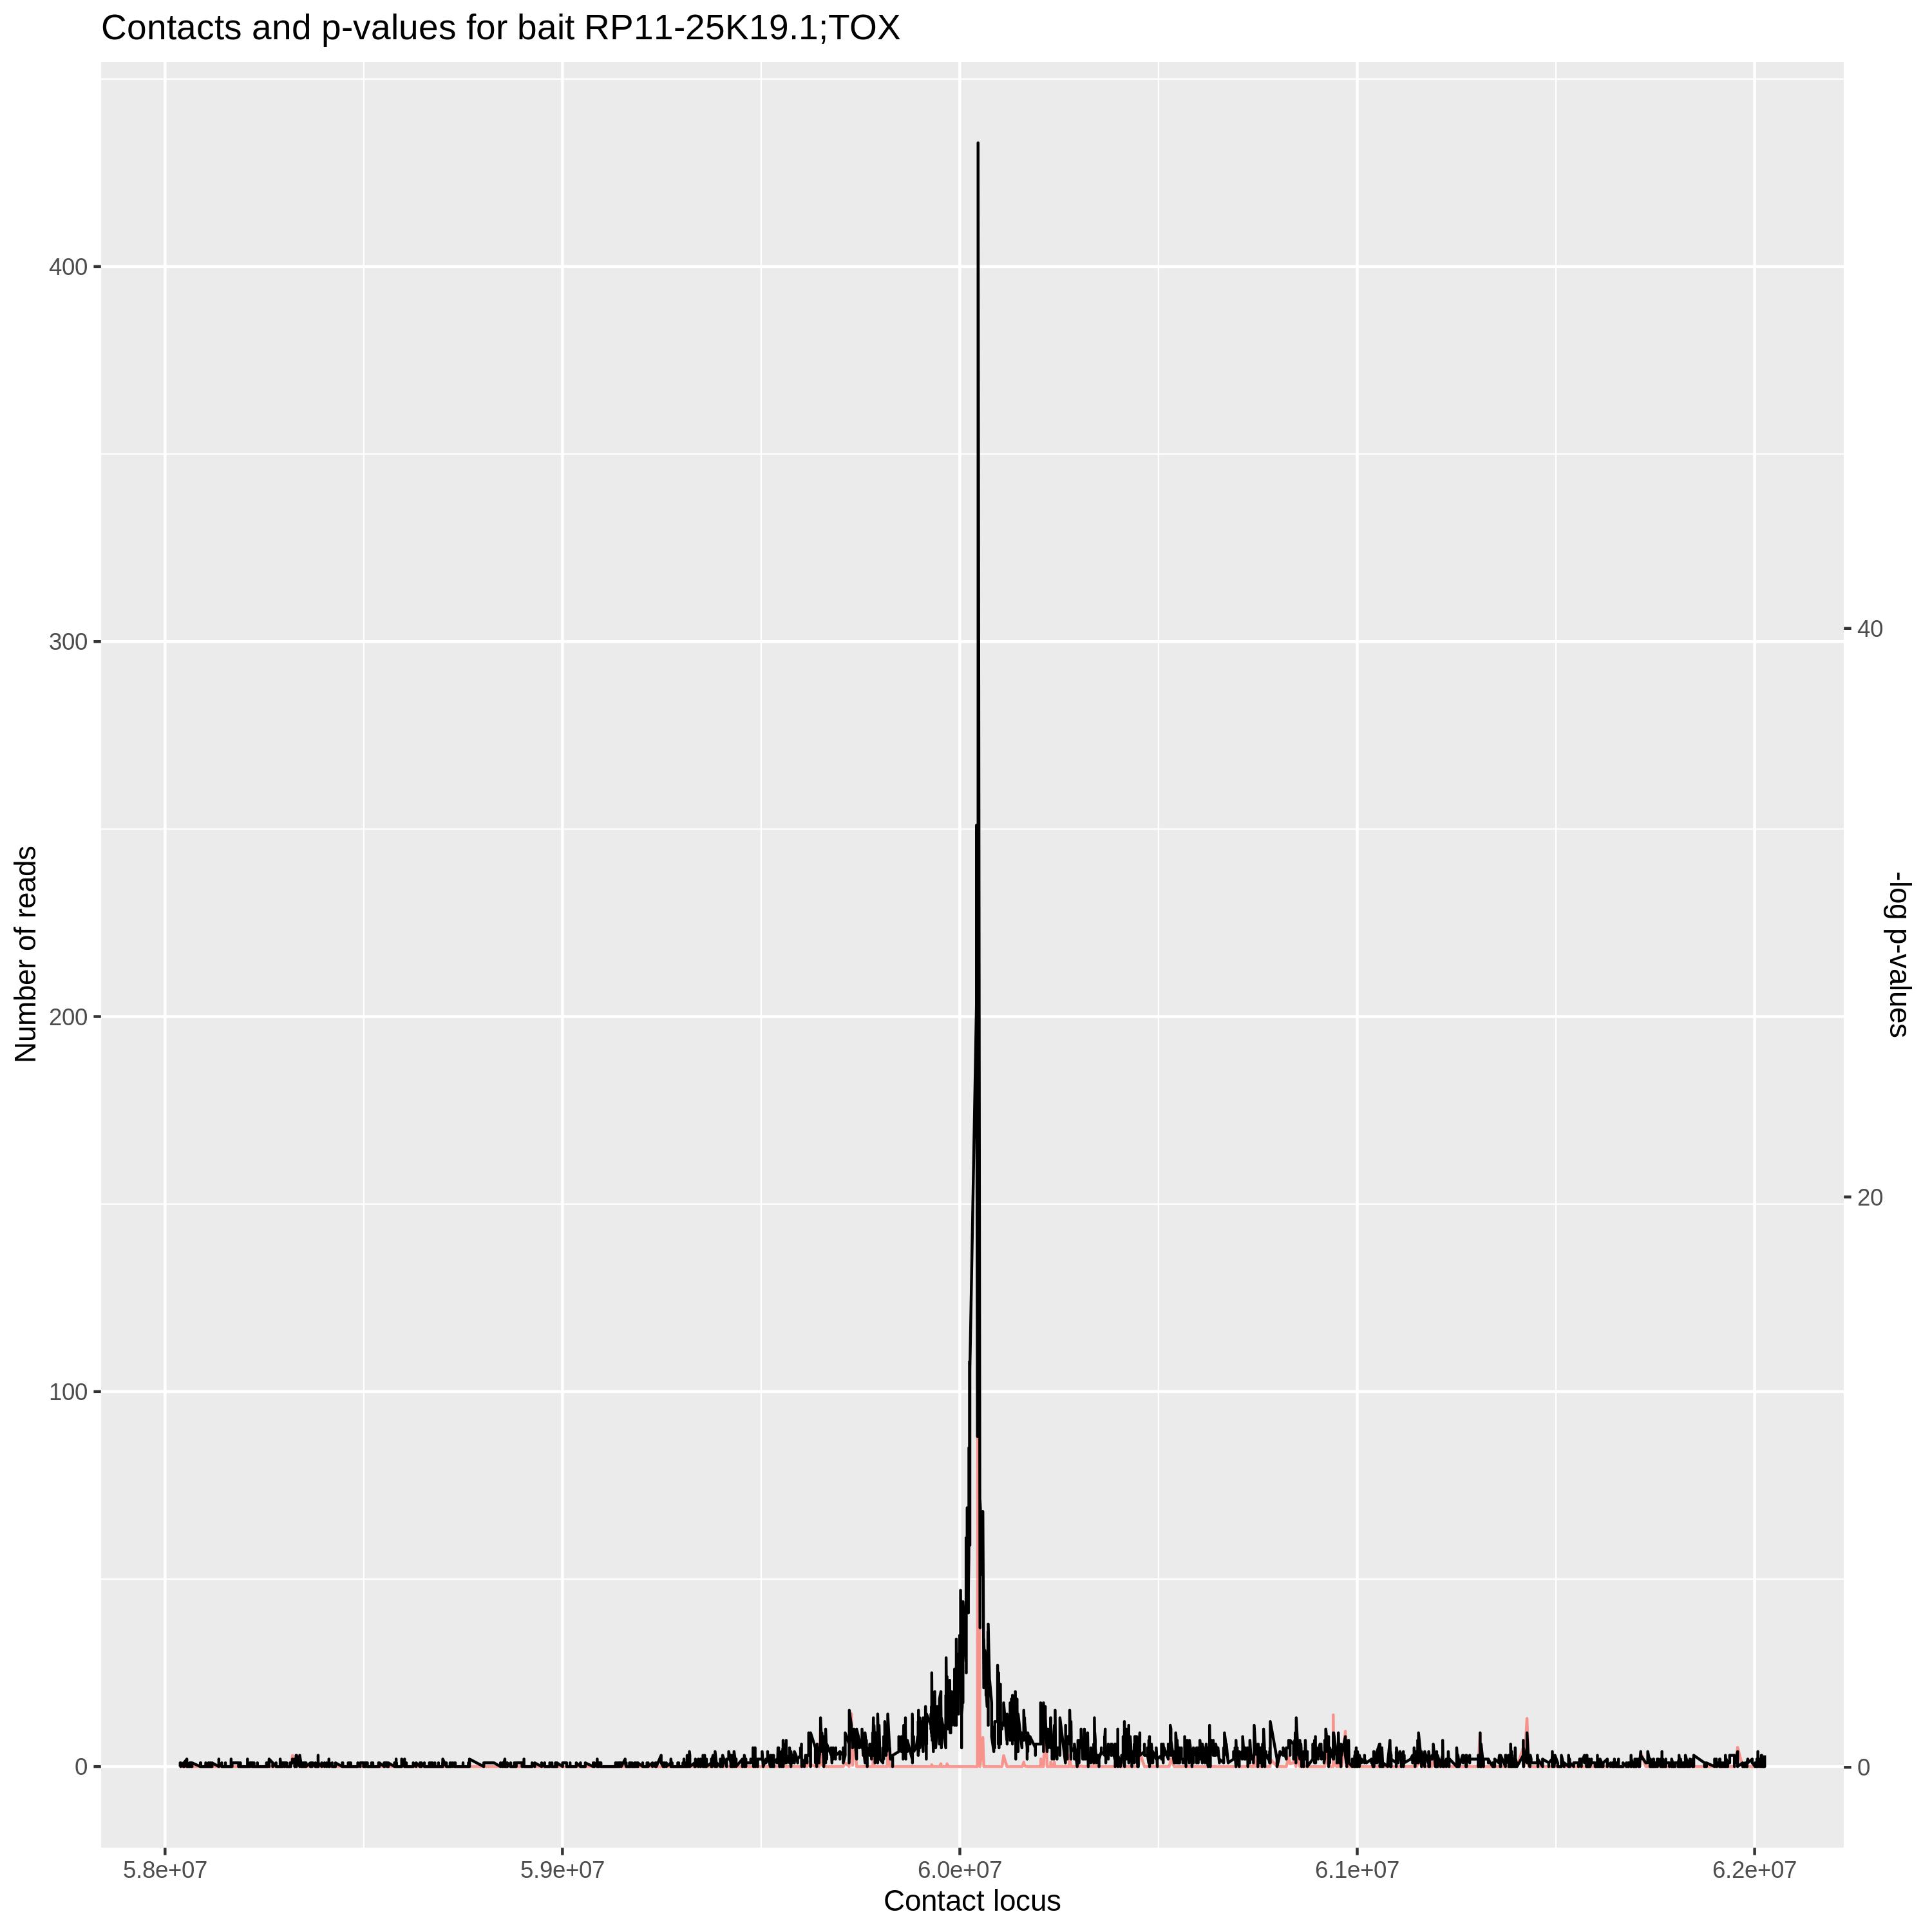 Contacts and p-values for bait RP11-25K19.1;TOX
400
300
200
100
0
Number of reads
40
20
0
-log p-values
5.8e+07
5.9e+07
6.0e+07
6.1e+07
6.2e+07
Contact locus